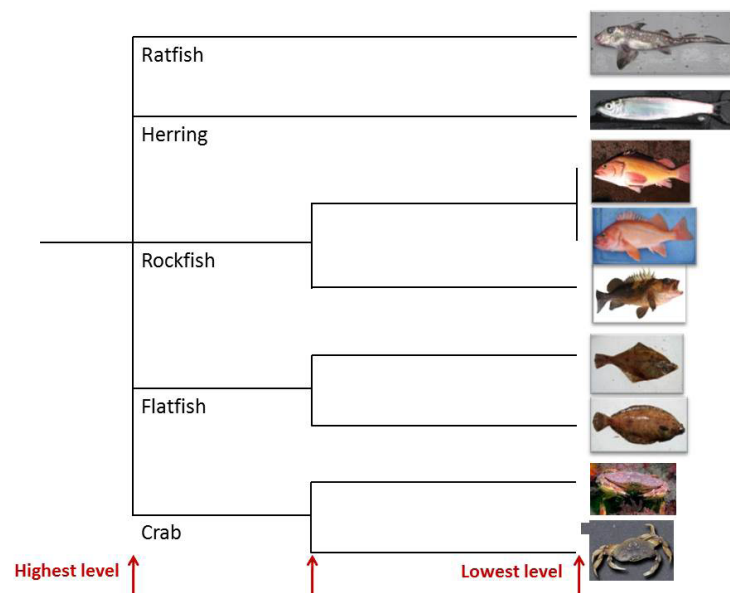 Ratfish
Herring
Rockfish
Flatfish
Crab
Highest level
Lowest level